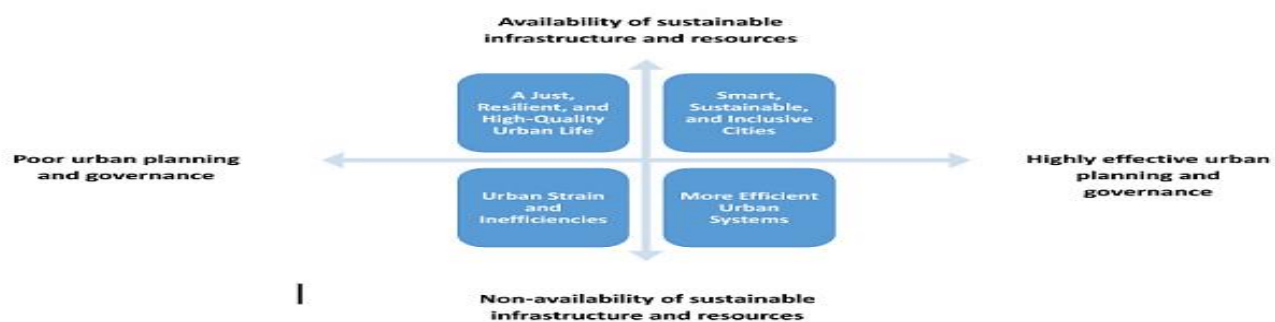 Availability of sustainable
infrastructure and resources
A Just,
Resilient, and
High-Quality
Urban Life
Smart,
Sustainable,
and Inclusive
Cities
Poor urban planning
and governance
Highly effective urban
planning and
governance
Urban Strain
and
Inefficiencies
More Efficient
Urban
Systems
Non-availability of sustainable
infrastructure and resources